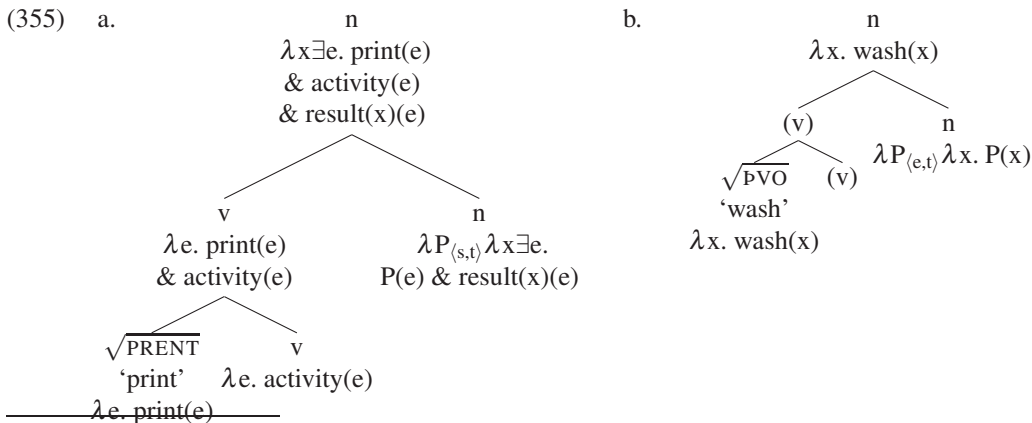 (355) a. n b. n
λx∃e. print(e) λx. wash(x)
& activity(e)
& result(x)(e)
(v) n
λP⟨e,t⟩λx. P(x)
√ÞVO (v)
v n ‘wash’
λe. print(e) λP⟨s,t⟩λx∃e. λx. wash(x)
& activity(e) P(e) & result(x)(e)
√PRENT v
‘print’ λe. activity(e)
λe. print(e)